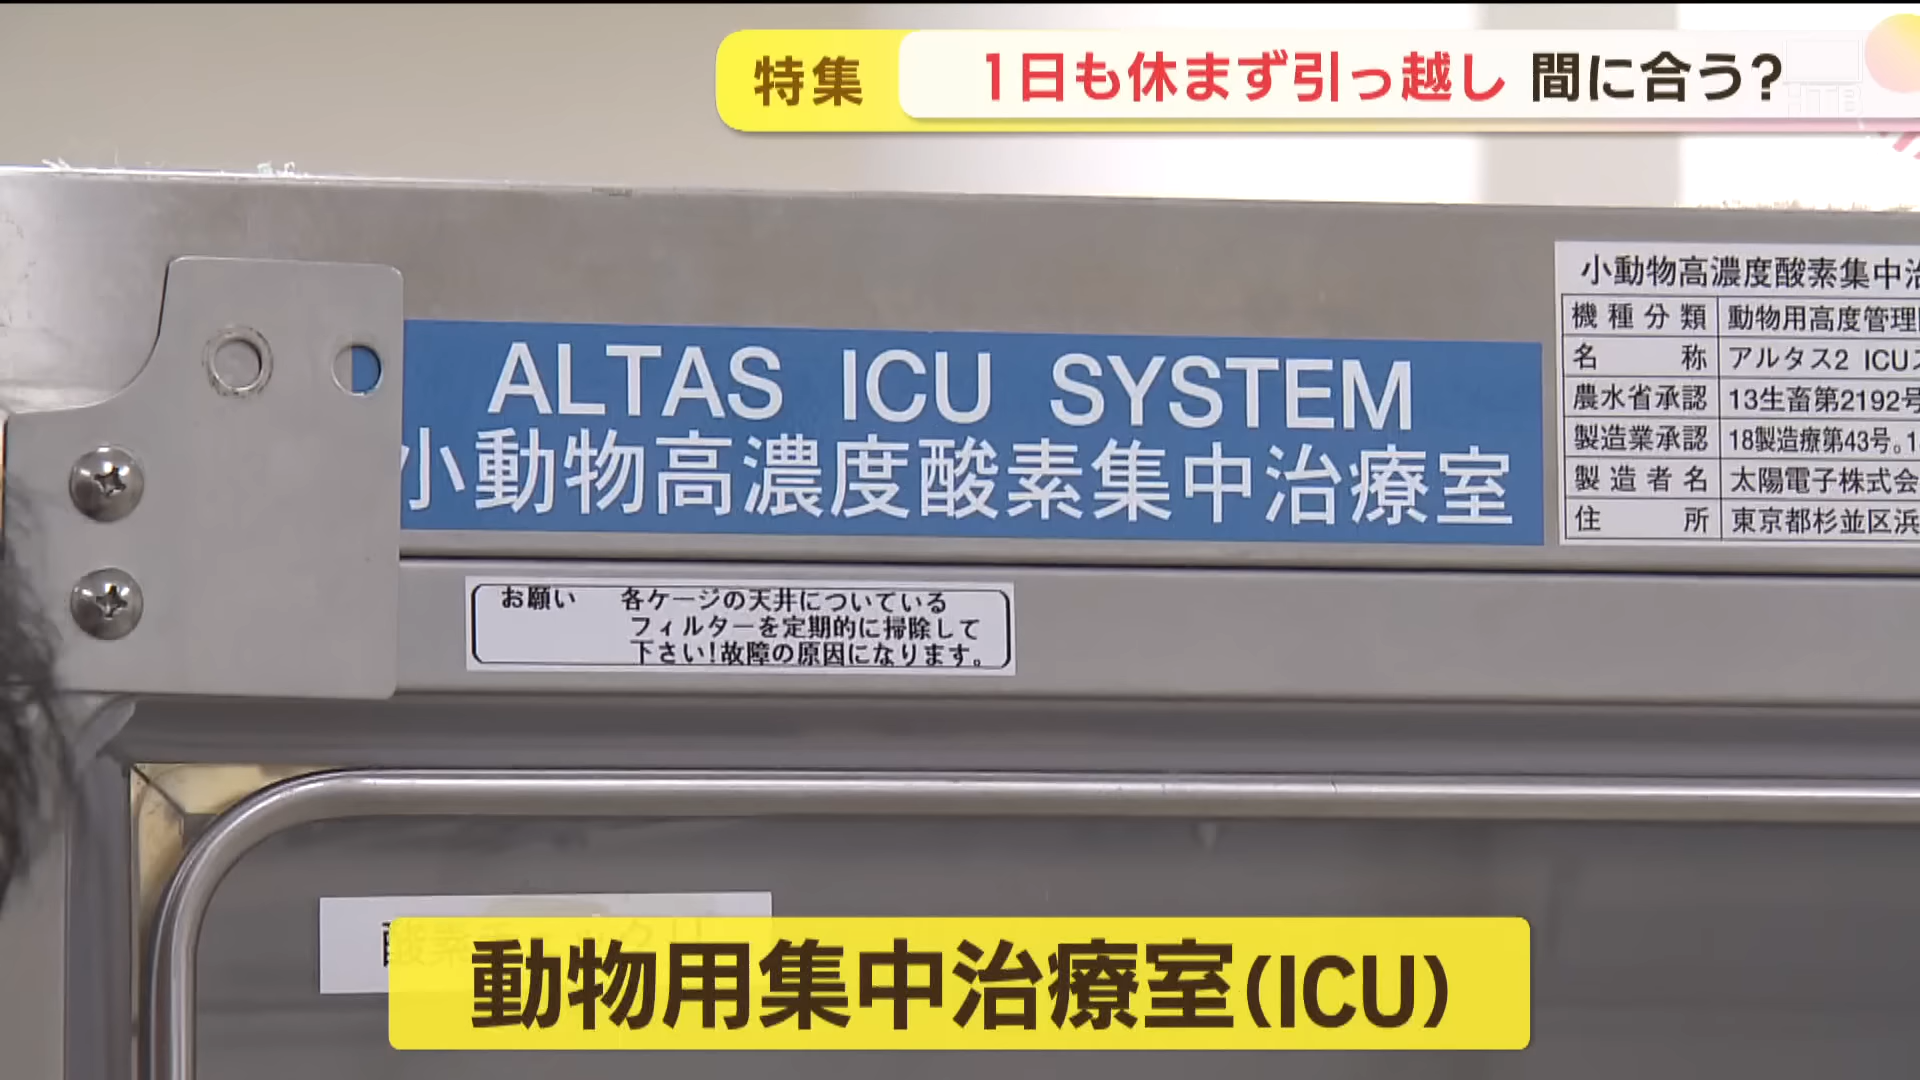 特集
1日も休まず引っ越し 間に合う?
HTB
ALTAS ICU SYSTEM
小動物高濃度酸素集中治療室
小動物高濃度酸素集中治
機種分類 動物用高度管理
名称 アルタス2 ICU
農水省承認 13生畜第2192号
製造業承認 18製造療第43号。1
製造者名 太陽電子株式会
住所 東京都杉並区浜
お願い 各ケージの天井についている
フィルターを定期的に掃除して
下さい!故障の原因になります。
動物用集中治療室(ICU)